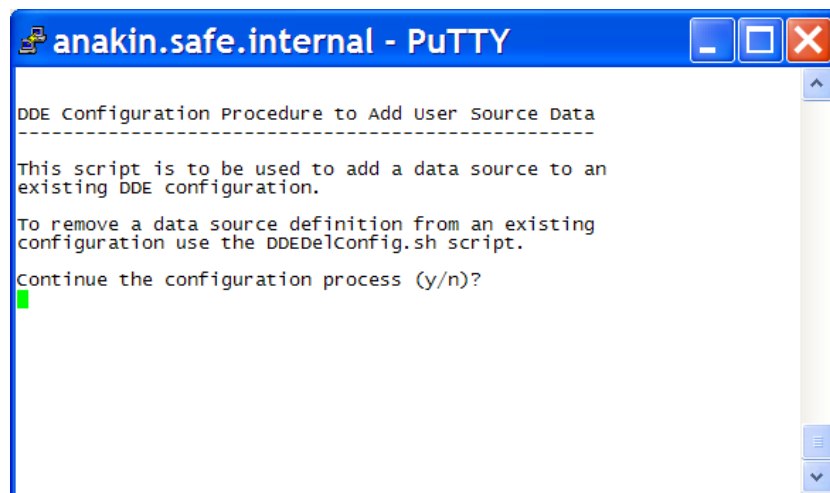 anakin.safe.internal - PuTTY
DDE Configuration Procedure to Add User Source Data
---------------------------------------------------
This script is to be used to add a data source to an
existing DDE configuration.
To remove a data source definition from an existing
configuration use the DDEDelConfig.sh script.
Continue the configuration process (y/n)?